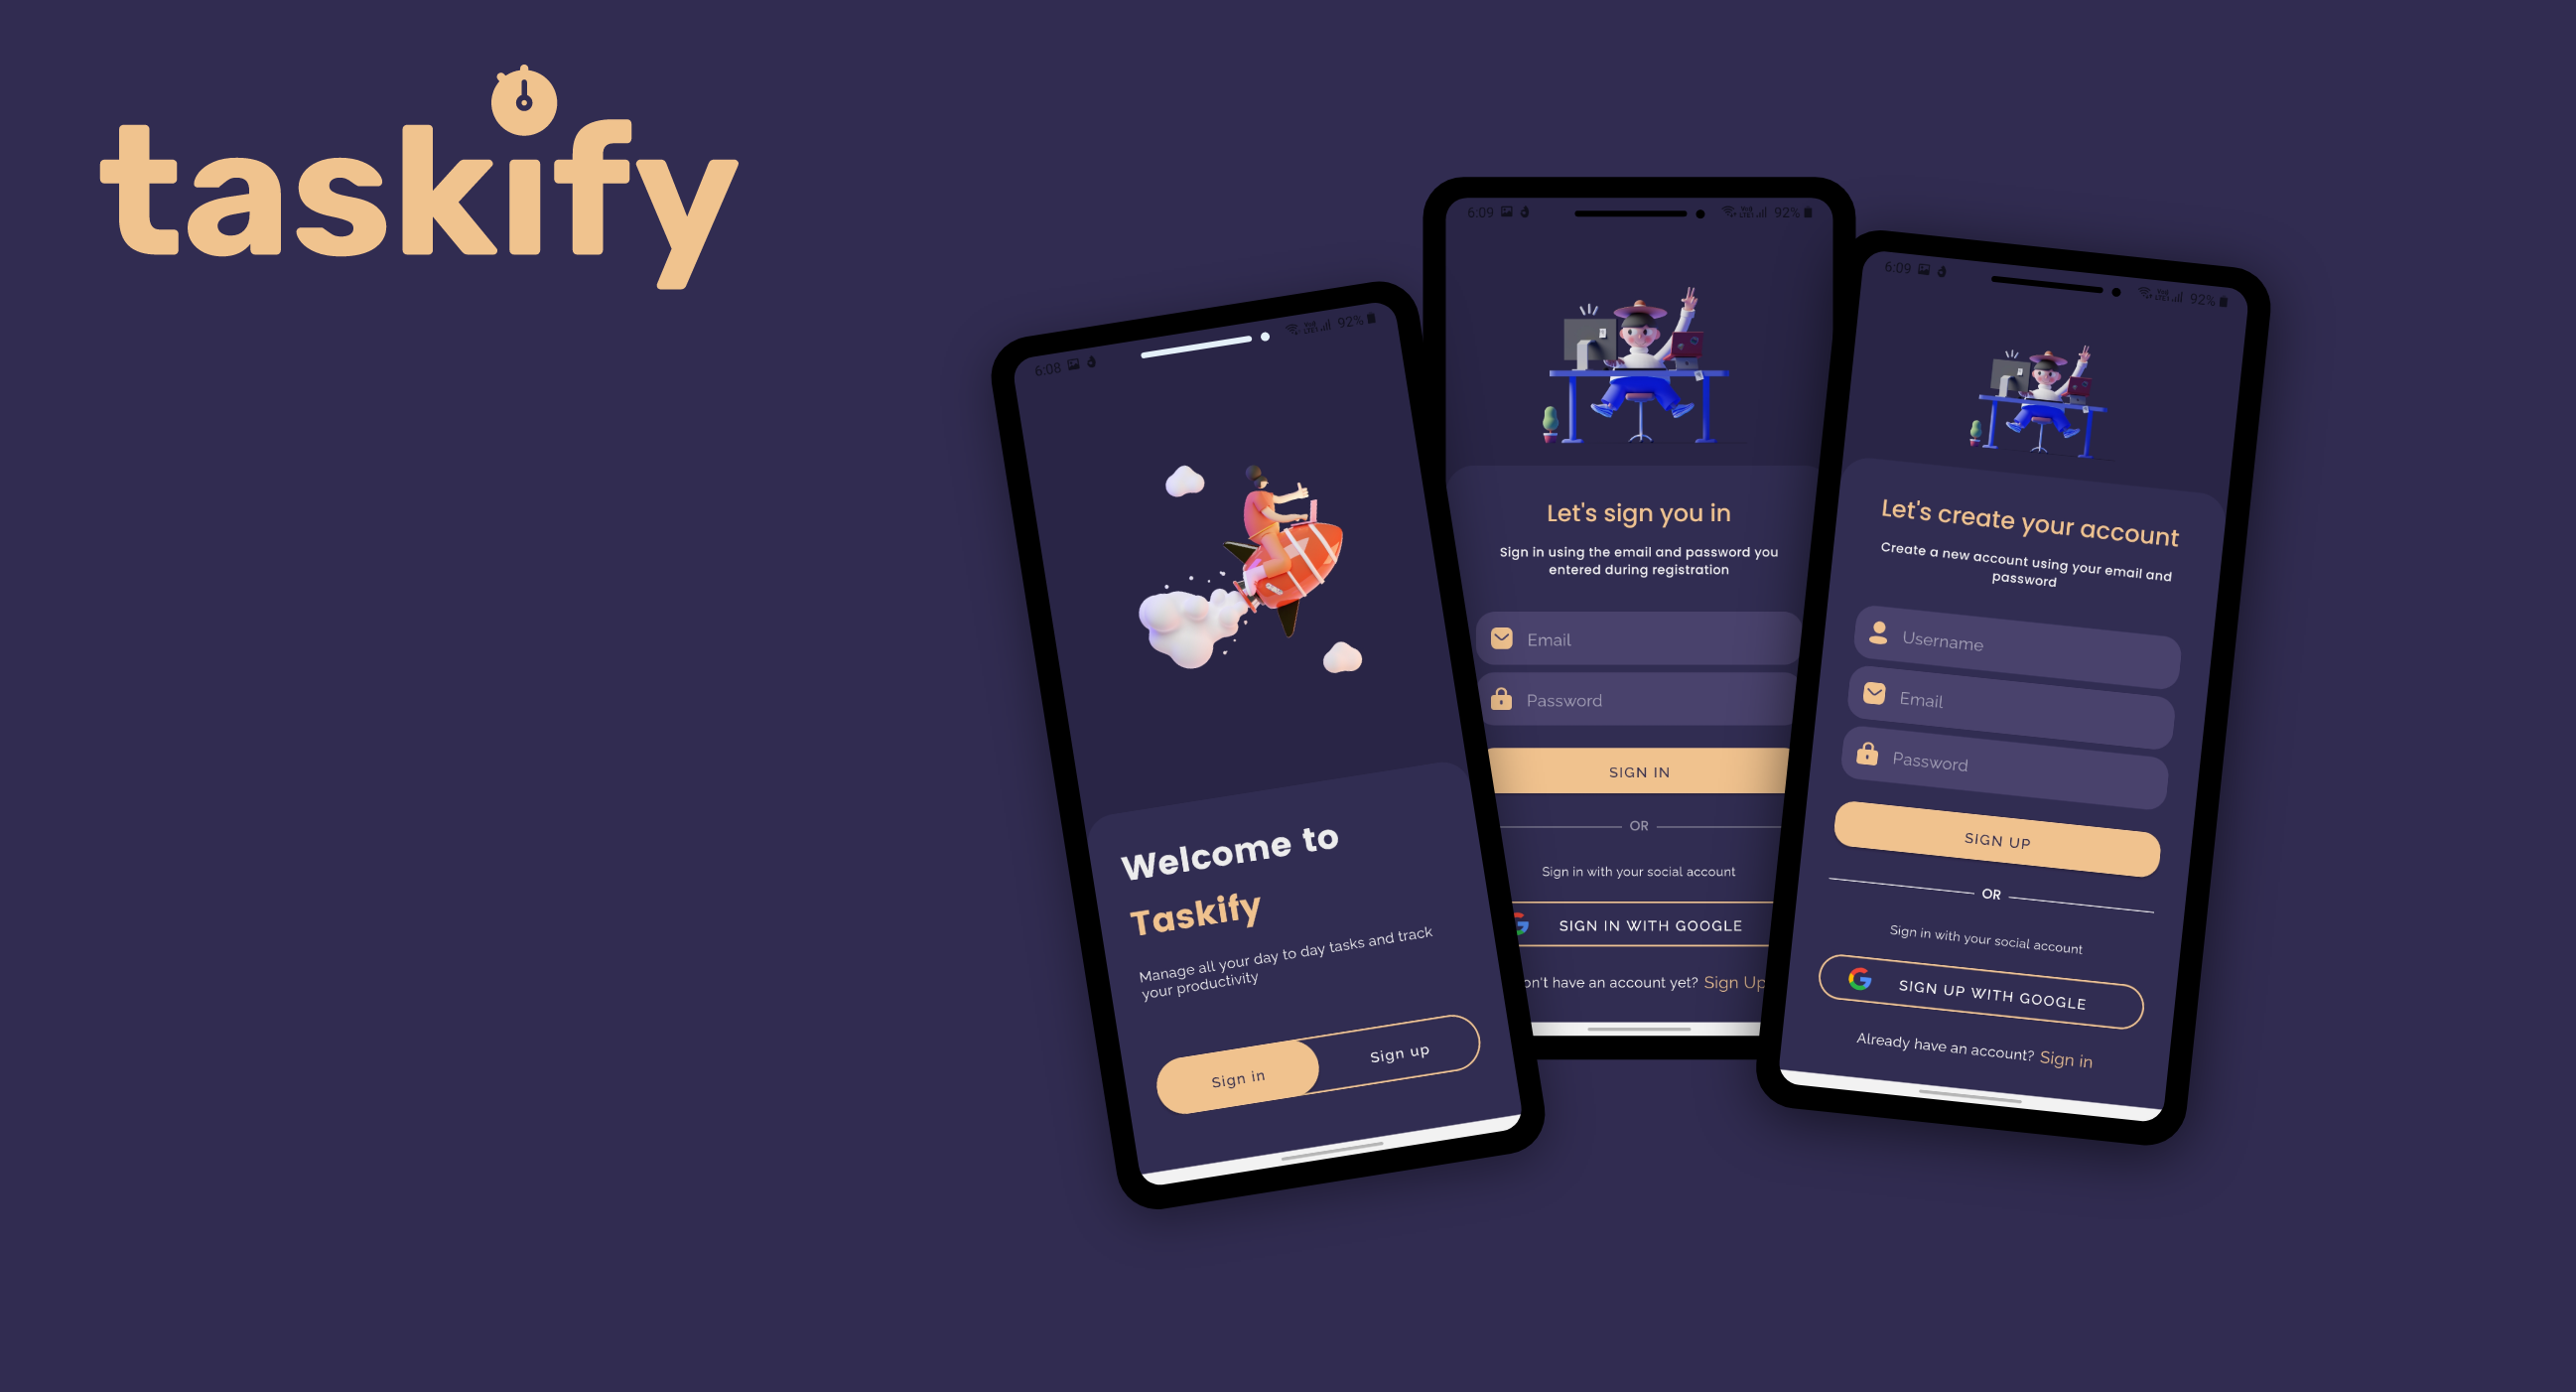 taskify
6:08
92%
Welcome to
Taskify
Manage all your day to day tasks and track
your productivity
Sign in
Sign up
6:09
92%
Let's sign you in
Sign in using the email and password you
entered during registration
Email
Password
SIGN IN
OR
Sign in with your social account
SIGN IN WITH GOOGLE
on't have an account yet? Sign Up
6:09
92%
Let's create your account
Create a new account using your email and
password
Username
Email
Password
SIGN UP
OR
Sign in with your social account
SIGN UP WITH GOOGLE
Already have an account? Sign in